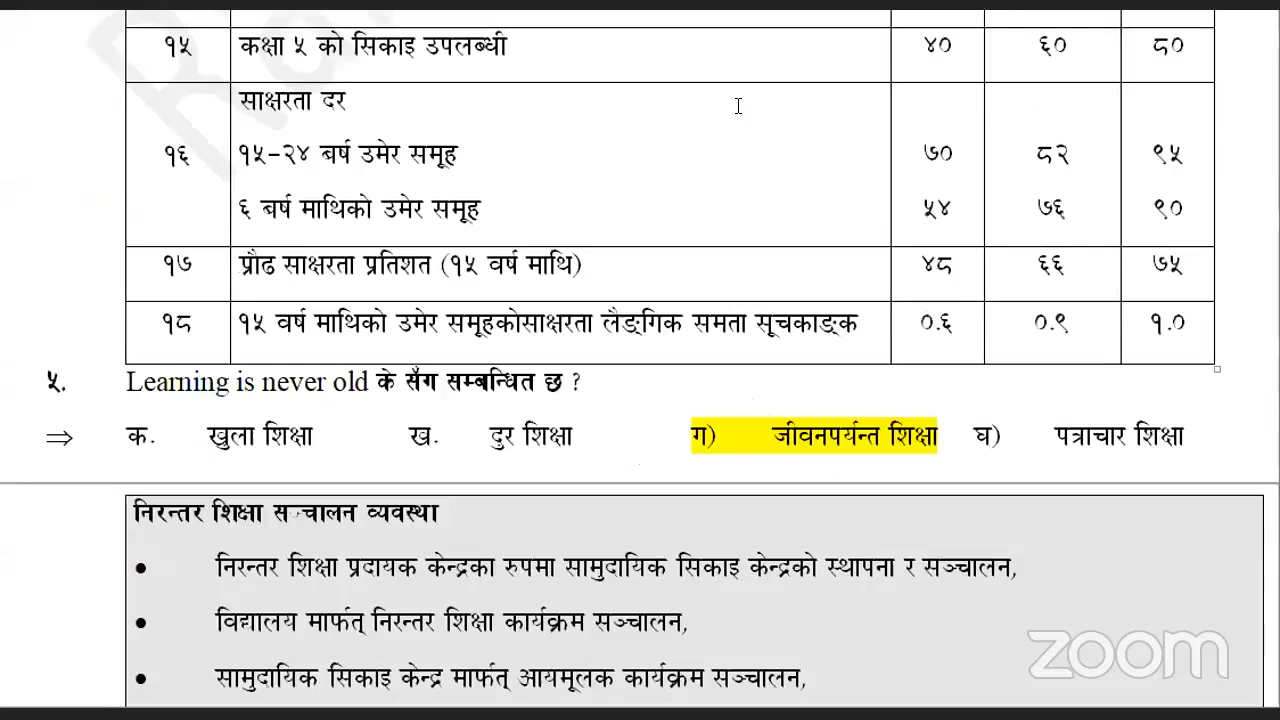 १५ कक्षा ५ को सिकाइ उपलब्धी ४० ६० ८०
साक्षरता दर
१६ १५-२४ बर्ष उमेर समूह ७० ८२ ९५
६ बर्ष माथिको उमेर समूह ५४ ७६ ९०
१७ प्रौढ साक्षरता प्रतिशत (१५ वर्ष माथि) ४८ ६६ ७५
१८ १५ वर्ष माथिको उमेर समूहकोसाक्षरता लैङ्गिक समता सूचकाङ्क ०.६ ०.९ १.०
५. Learning is never old के सँग सम्बन्धित छ ?
⇒ क. खुला शिक्षा ख. दुर शिक्षा ग) जीवनपर्यन्त शिक्षा घ) पत्राचार शिक्षा
निरन्तर शिक्षा सञ्चालन व्यवस्था
• निरन्तर शिक्षा प्रदायक केन्द्रका रुपमा सामुदायिक सिकाइ केन्द्रको स्थापना र सञ्चालन,
• विद्यालय मार्फत् निरन्तर शिक्षा कार्यक्रम सञ्चालन,
• सामुदायिक सिकाइ केन्द्र मार्फत् आयमूलक कार्यक्रम सञ्चालन,
zoom